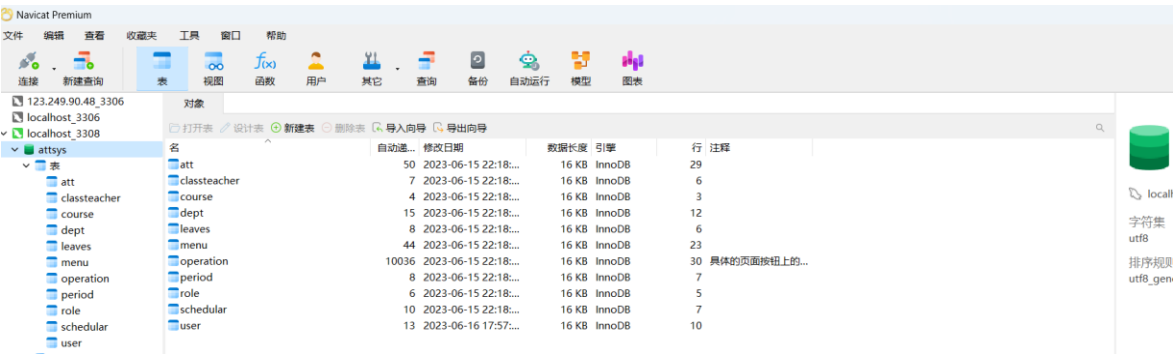 Navicat Premium
文件 编辑 查看 收藏夹 工具 窗口 帮助
连接 新建查询 表 视图 函数 用户 其它 查询 备份 自动运行 模型 图表
f(x)
123.249.90.48_3306
localhost_3306
localhost_3308
attsys
表
att
classteacher
course
dept
leaves
menu
operation
period
role
schedular
user
对象
打开表 设计表 新建表 删除表 导入向导 导出向导
名 自动递... 修改日期 数据长度 引擎 行 注释
att 50 2023-06-15 22:18:... 16 KB InnoDB 29
classteacher 7 2023-06-15 22:18:... 16 KB InnoDB 6
course 4 2023-06-15 22:18:... 16 KB InnoDB 3
dept 15 2023-06-15 22:18:... 16 KB InnoDB 12
leaves 8 2023-06-15 22:18:... 16 KB InnoDB 6
menu 44 2023-06-15 22:18:... 16 KB InnoDB 23
operation 10036 2023-06-15 22:18:... 16 KB InnoDB 30 具体的页面按钮上的...
period 8 2023-06-15 22:18:... 16 KB InnoDB 7
role 6 2023-06-15 22:18:... 16 KB InnoDB 5
schedular 10 2023-06-15 22:18:... 16 KB InnoDB 7
user 13 2023-06-16 17:57:... 16 KB InnoDB 10
localh
字符集
utf8
排序规则
utf8_gene